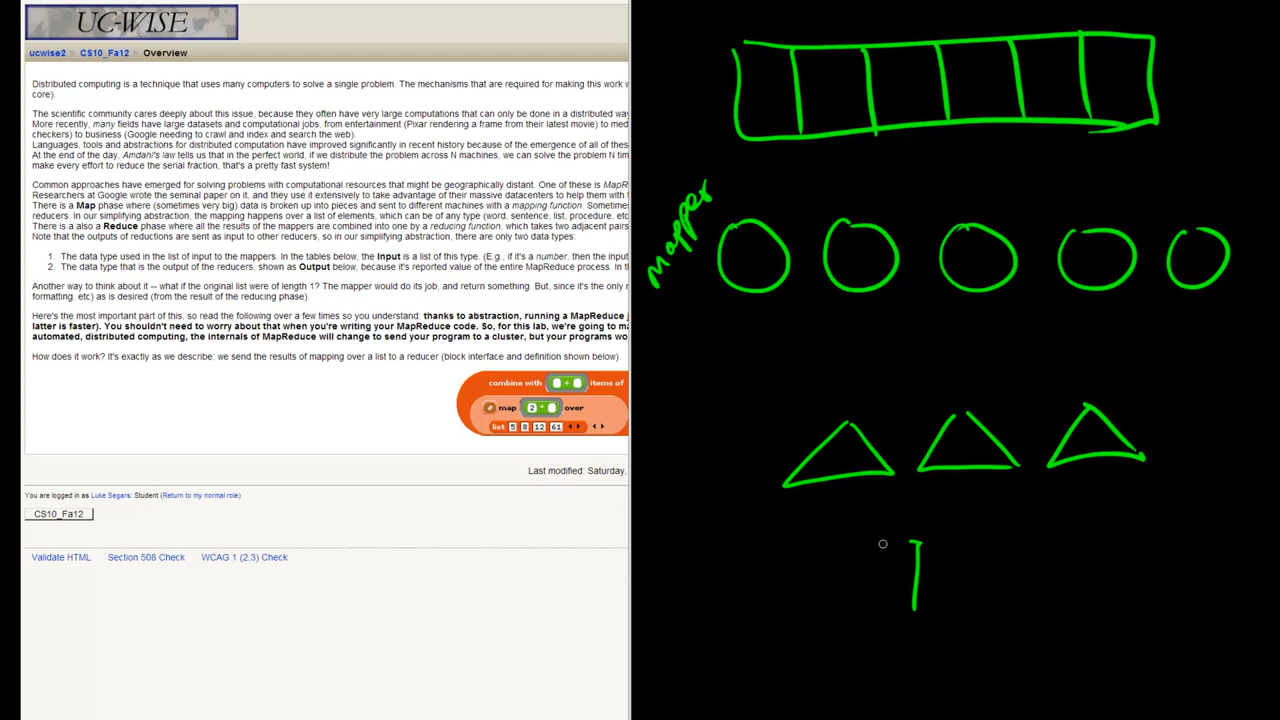 UC-WISE
ucwise2 ▸ CS10_Fa12 ▸ Overview
Distributed computing is a technique that uses many computers to solve a single problem. The mechanisms that are required for making this work w
core).
The scientific community cares deeply about this issue, because they often have very large computations that can only be done in a distributed way
More recently, many fields have large datasets and computational jobs, from entertainment (Pixar rendering a frame from their latest movie) to med
checkers) to business (Google needing to crawl and index and search the web).
Languages, tools and abstractions for distributed computation have improved significantly in recent history because of the emergence of all of thes
At the end of the day, Amdahl's law tells us that in the perfect world, if we distribute the problem across N machines, we can solve the problem N tim
make every effort to reduce the serial fraction, that's a pretty fast speedup!
Common approaches have emerged for solving problems with computational resources that might be geographically distant. One of these is MapR
Researchers at Google wrote the seminal paper on it, and they use it extensively to take advantage of their massive datacenters to help them with t
There is a Map phase where (sometimes very big) data is broken up into pieces and sent to different machines with a mapping function. Sometimes
reducers. In our simplifying abstraction, the mapping happens over a list of elements, which can be of any type (word, sentence, list, procedure, etc
There is a also a Reduce phase where all the results of the mappers are combined into one by a reducing function, which takes two adjacent pairs
Note that the outputs of reductions are sent as input to other reducers, so in our simplifying abstraction, there are only two data types:
1. The data type used in the list of input to the mappers. In the tables below, the Input is a list of this type. (E.g., if it's a number, then the input
2. The data type that is the output of the reducers, shown as Output below, because it's reported value of the entire MapReduce process. In th
Another way to think about it -- what if the original list were of length 1? The mapper would do its job, and return something. But, since it's the only r
formatting, etc) as is desired (from the result of the reducing phase).
Here's the most important part of this, so read the following over a few times so you understand: thanks to abstraction, running a MapReduce j
latter is faster). You shouldn't need to worry about that when you're writing your MapReduce code. So, for this lab, we're going to ma
automated, distributed computing, the internals of MapReduce will change to send your program to a cluster, but your programs wo
How does it work? It's exactly as we describe; we send the results of mapping over a list to a reducer (block interface and definition shown below).
combine with + items of
map 2 * over
list 5 8 12 61
Last modified: Saturday,
You are logged in as Luke Segars: Student (Return to my normal role)
CS10_Fa12
Validate HTML Section 508 Check WCAG 1 (2,3) Check
mapper